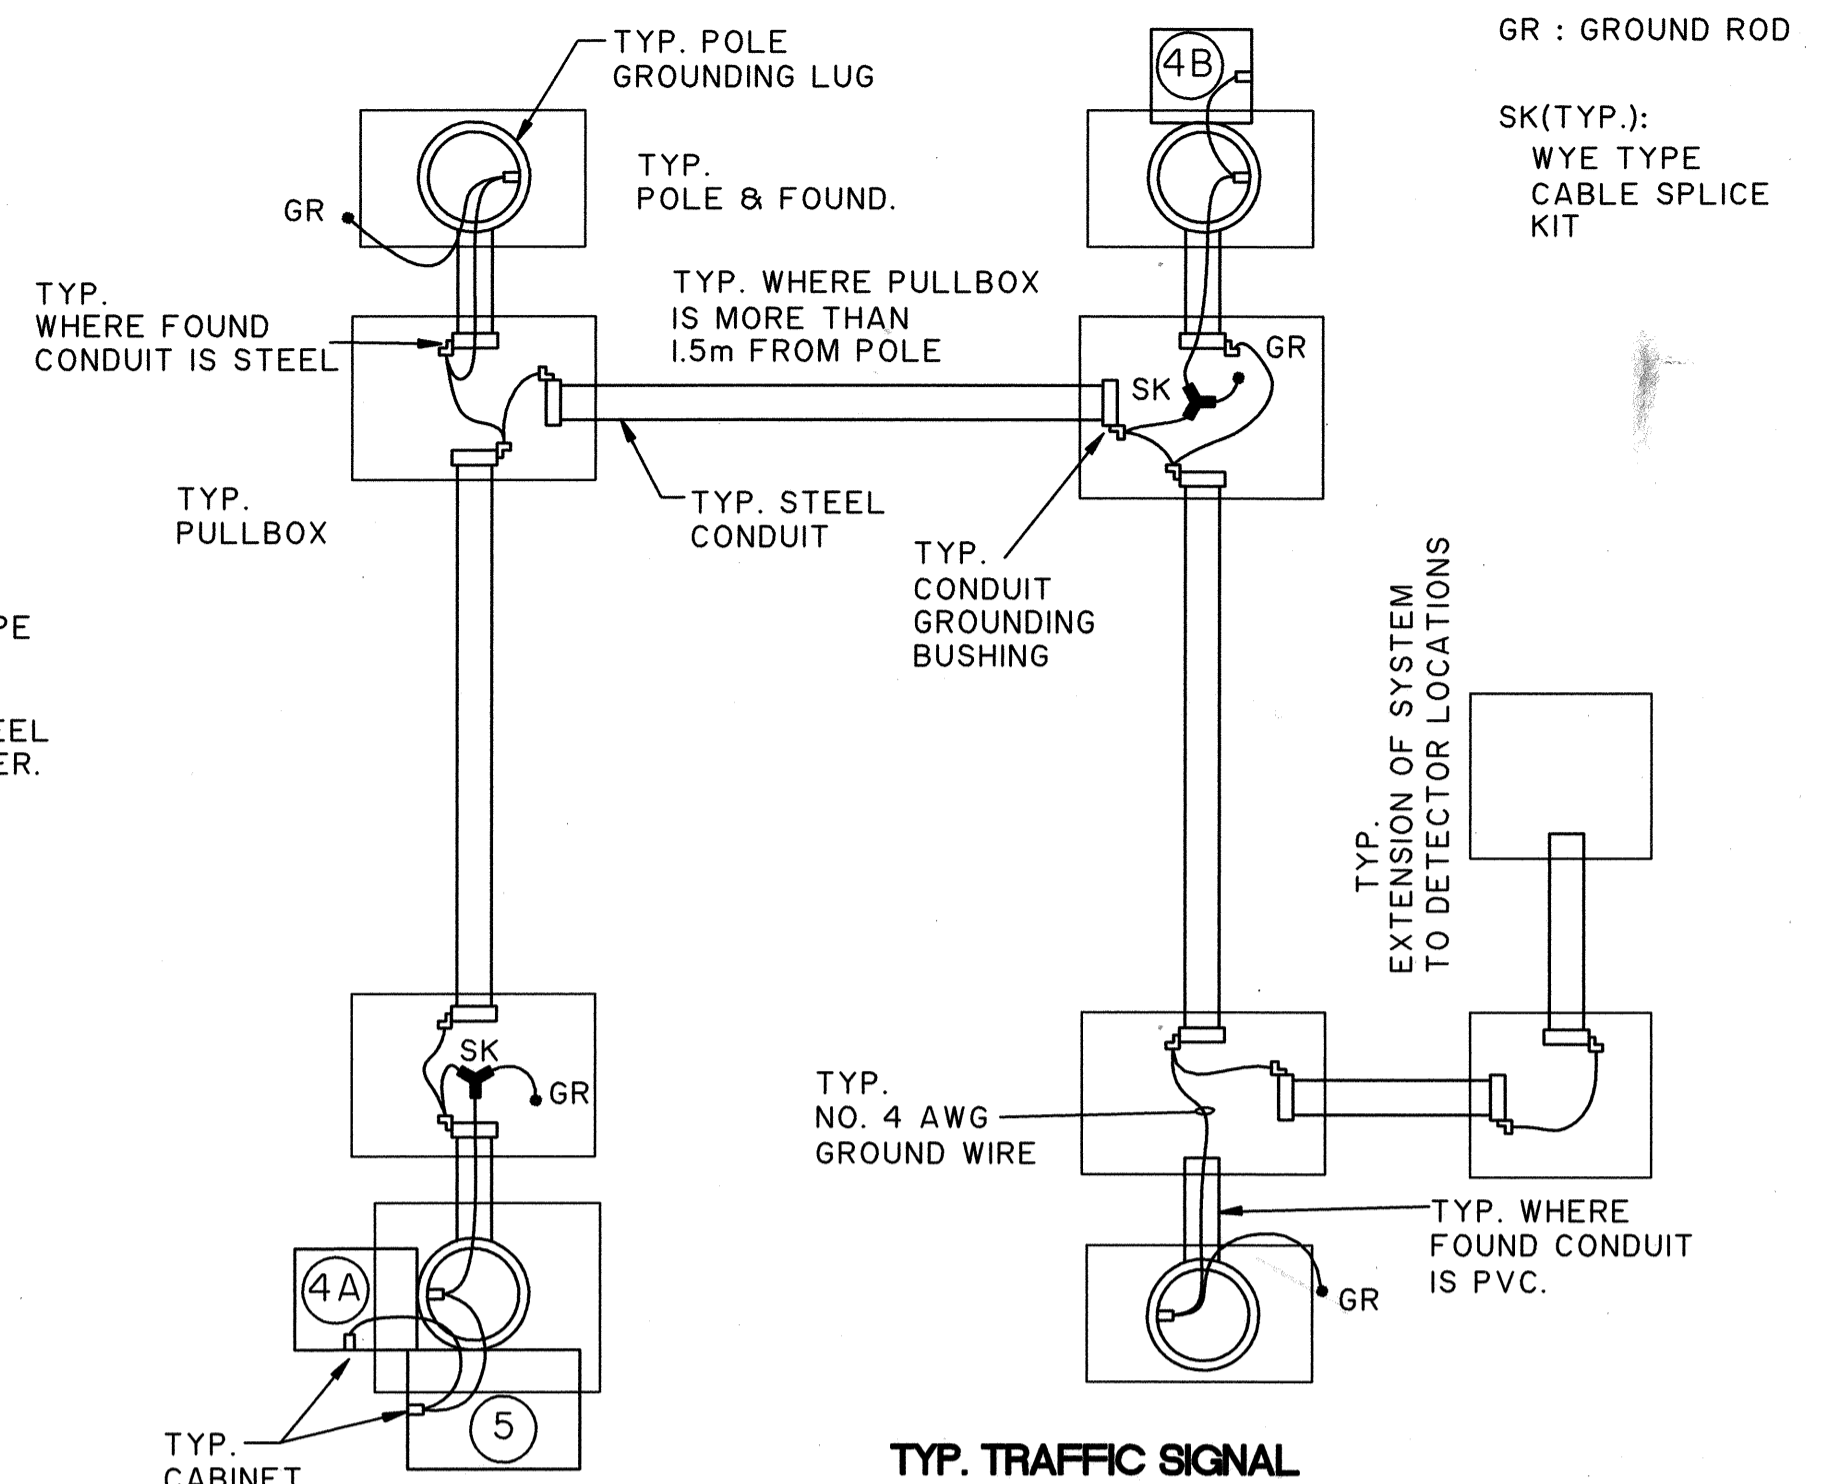 TYP. POLE
GROUNDING LUG
4B
GR : GROUND ROD
SK(TYP.):
WYE TYPE
CABLE SPLICE
KIT
TYP.
POLE & FOUND.
GR
TYP.
WHERE FOUND
CONDUIT IS STEEL
TYP. WHERE PULLBOX
IS MORE THAN
1.5m FROM POLE
GR
SK
TYP.
PULLBOX
TYP. STEEL
CONDUIT
TYP.
CONDUIT
GROUNDING
BUSHING
TYP.
EXTENSION OF SYSTEM
TO DETECTOR LOCATIONS
PE
EEL
ER.
SK
GR
TYP.
NO. 4 AWG
GROUND WIRE
TYP. WHERE
FOUND CONDUIT
IS PVC.
GR
4A
5
TYP.
CABINET
TYP. TRAFFIC SIGNAL